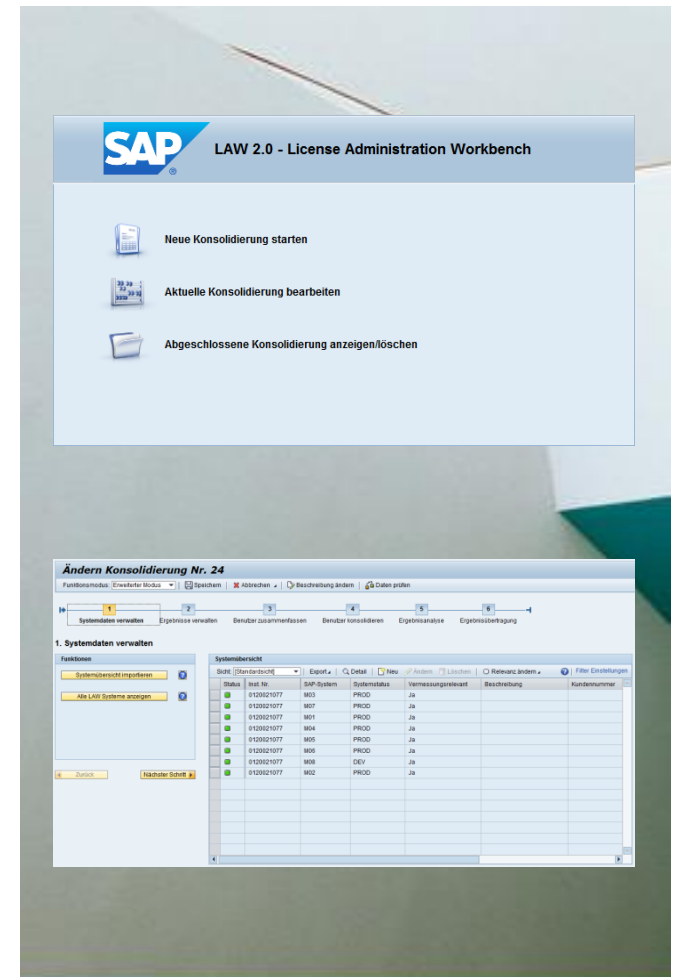 SAP
®
LAW 2.0 - License Administration Workbench
Neue Konsolidierung starten
Aktuelle Konsolidierung bearbeiten
Abgeschlossene Konsolidierung anzeigen/löschen
Ändern Konsolidierung Nr. 24
Funktionsmodus: Erweiterter Modus Speichern Abbrechen Beschreibung ändern Daten prüfen
1 2 3 4 5 6
Systemdaten verwalten Ergebnisse verwalten Benutzer zusammenfassen Benutzer konsolidieren Ergebnisanalyse Ergebnisübertragung
1. Systemdaten verwalten
Funktionen
Systemübersicht importieren
Alle LAW Systeme anzeigen
Zurück Nächster Schritt
Systemübersicht
Sicht: [Standardsicht] Export Detail Neu Ändern Löschen Relevanz ändern Filter Einstellungen
Status Inst. Nr. SAP-System Systemstatus Vermessungsrelevant Beschreibung Kundennummer
0120021077 M03 PROD Ja
0120021077 M07 PROD Ja
0120021077 M01 PROD Ja
0120021077 M04 PROD Ja
0120021077 M05 PROD Ja
0120021077 M06 PROD Ja
0120021077 M08 DEV Ja
0120021077 M02 PROD Ja